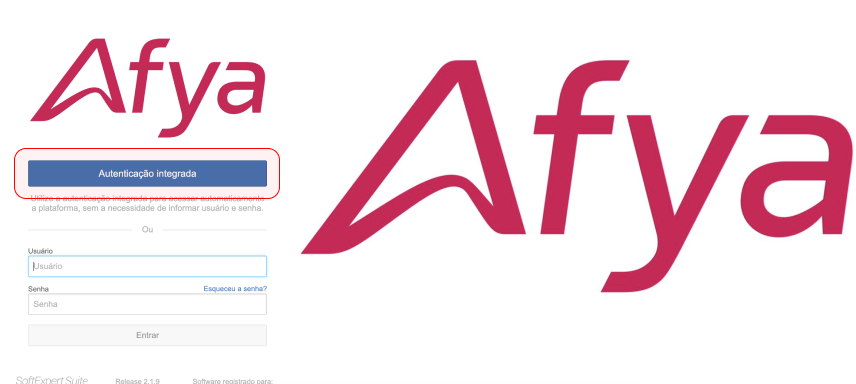 Afya
Afya
Autenticação integrada
Utilize a autenticação integrada para acessar automaticamente
a plataforma, sem a necessidade de informar usuário e senha.
Ou
Usuário
Usuário
Senha
Esqueceu a senha?
Senha
Entrar
SoftExpert Suite
Release 2.1.9
Software registrado para: